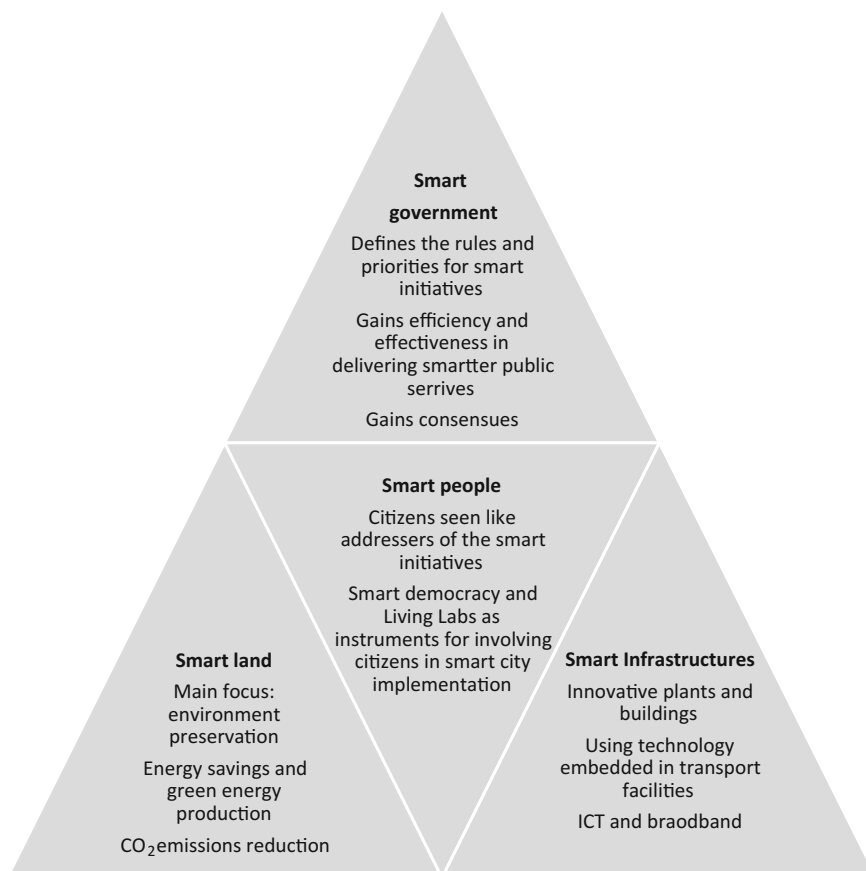 Smart
government
Defines the rules and
priorities for smart
initiatives
Gains efficiency and
effectiveness in
delivering smartter public
serrives
Gains consensues
Smart people
Citizens seen like
addressers of the smart
initiatives
Smart democracy and
Living Labs as
instruments for involving
citizens in smart city
implementation
Smart land
Main focus:
environment
preservation
Energy savings and
green energy
production
CO₂emissions reduction
Smart Infrastructures
Innovative plants and
buildings
Using technology
embedded in transport
facilities
ICT and braodband